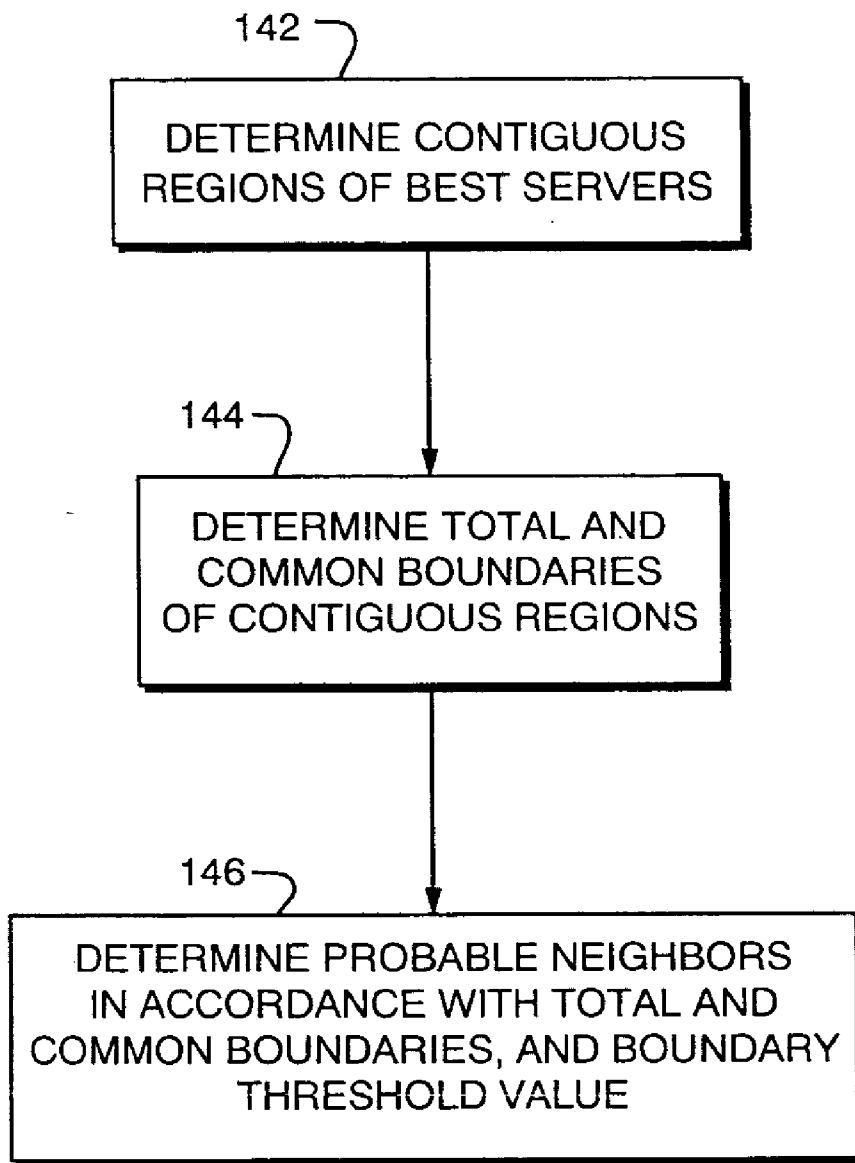 142
DETERMINE CONTIGUOUS
REGIONS OF BEST SERVERS
144
DETERMINE TOTAL AND
COMMON BOUNDARIES
OF CONTIGUOUS REGIONS
146
DETERMINE PROBABLE NEIGHBORS
IN ACCORDANCE WITH TOTAL AND
COMMON BOUNDARIES, AND BOUNDARY
THRESHOLD VALUE